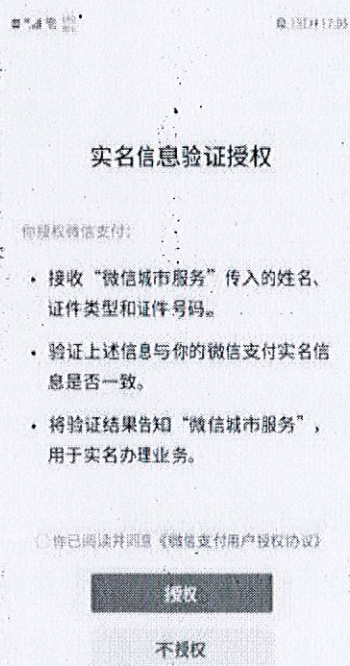 实名信息验证授权
你授权微信支付：
• 接收“微信城市服务”传入的姓名、
证件类型和证件号码。
• 验证上述信息与你的微信支付实名信
息是否一致。
• 将验证结果告知“微信城市服务”，
用于实名办理业务。
你已阅读并同意《微信支付用户授权协议》
授权
不授权